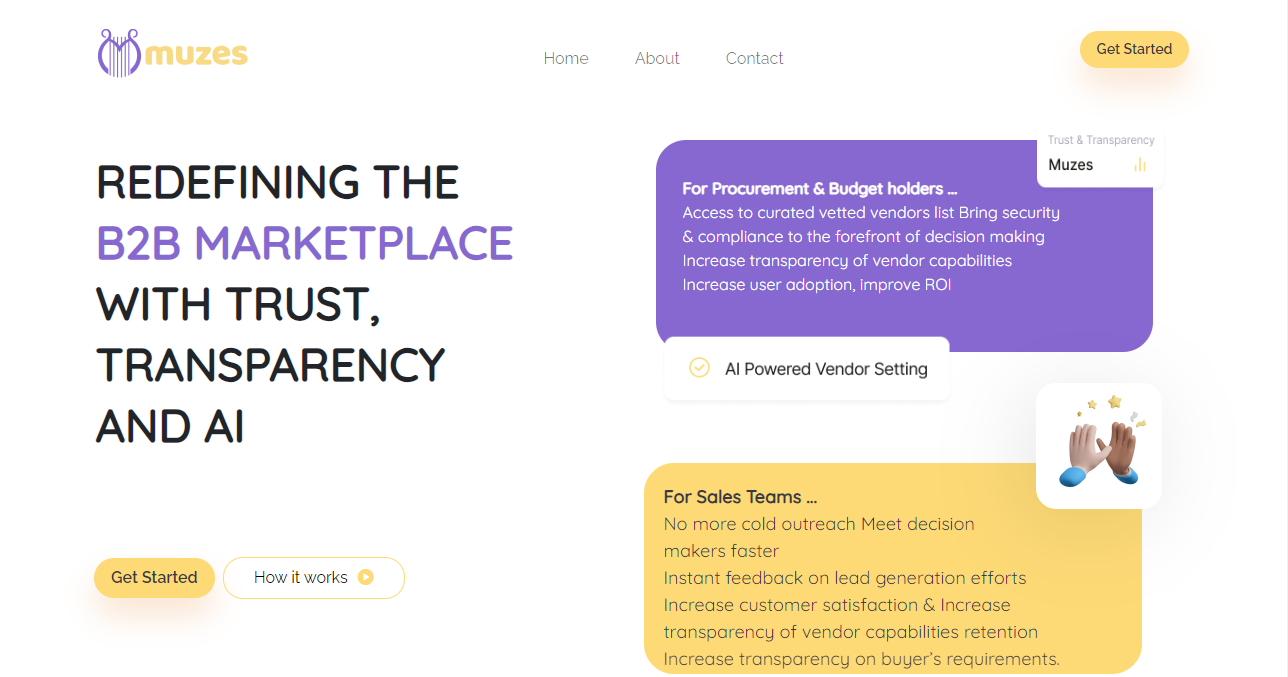 muzes
Home
About
Contact
Get Started
REDEFINING THE
B2B MARKETPLACE
WITH TRUST,
TRANSPARENCY
AND AI
Get Started
How it works
Trust & Transparency
Muzes
For Procurement & Budget holders ...
Access to curated vetted vendors list Bring security
& compliance to the forefront of decision making
Increase transparency of vendor capabilities
Increase user adoption, improve ROI
AI Powered Vendor Setting
For Sales Teams ...
No more cold outreach Meet decision
makers faster
Instant feedback on lead generation efforts
Increase customer satisfaction & Increase
transparency of vendor capabilities retention
Increase transparency on buyer’s requirements.